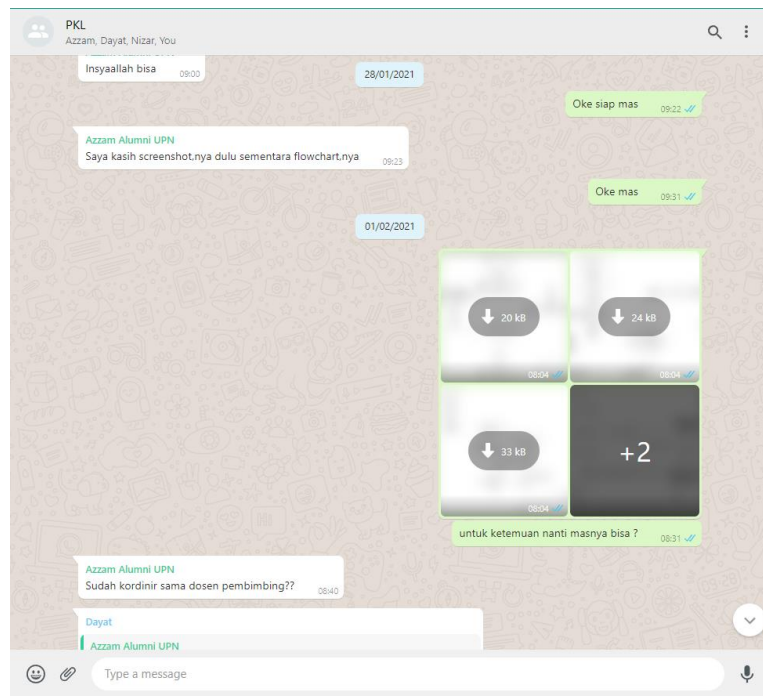 PKL
Azzam, Dayat, Nizar, You
Insyaallah bisa 09:00
28/01/2021
Oke siap mas 09:22
Azzam Alumni UPN
Saya kasih screenshot,nya dulu sementara flowchart,nya 09:23
Oke mas 09:31
01/02/2021
20 kB
24 kB
08:04
08:04
33 kB
+2
08:04
untuk ketemuan nanti masnya bisa ? 08:31
Azzam Alumni UPN
Sudah kordinir sama dosen pembimbing?? 08:40
Dayat
Azzam Alumni UPN
Type a message